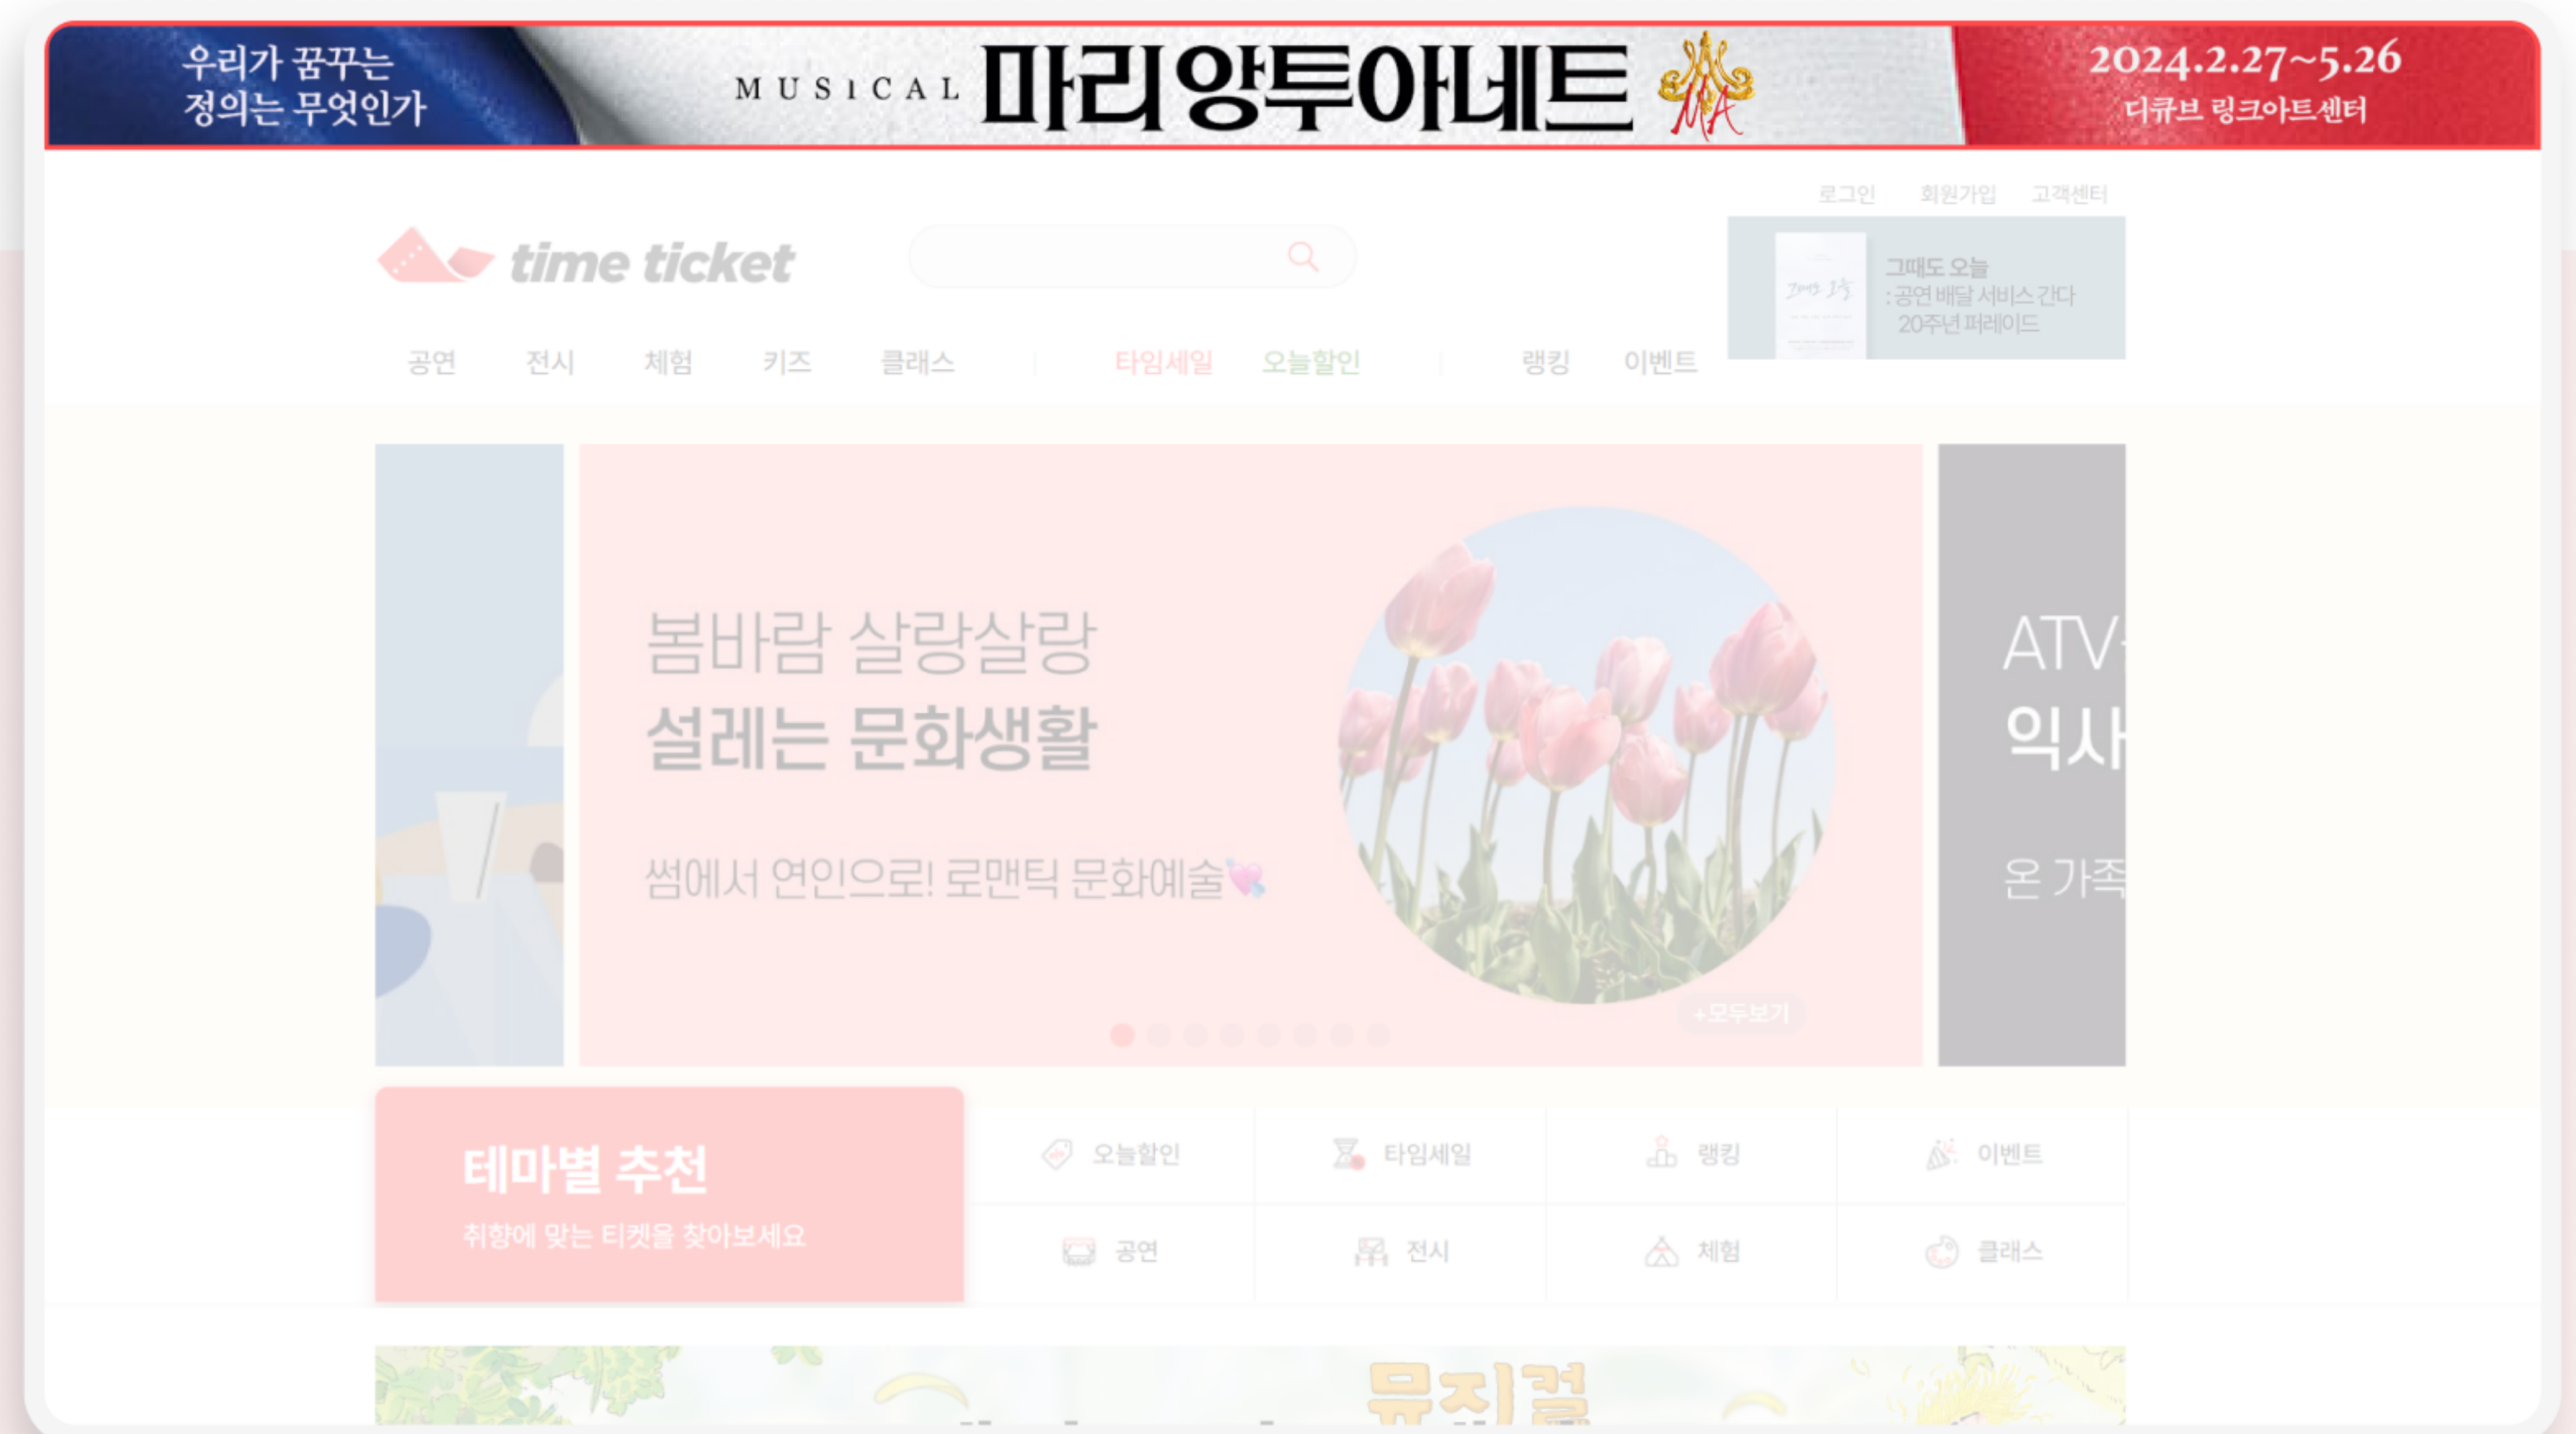 우리가 꿈꾸는
정의는 무엇인가
MUSICAL 마리 앙투아네트
MA
2024.2.27~5.26
디큐브 링크아트센터
로그인 회원가입 고객센터
time ticket
그때도 오늘
그때도 오늘
: 공연 배달 서비스 간다
20주년 퍼레이드
공연 전시 체험 키즈 클래스 타임세일 오늘할인 랭킹 이벤트
봄바람 살랑살랑
설레는 문화생활
썸에서 연인으로! 로맨틱 문화예술💘
+모두보기
ATV
익사
온 가족
테마별 추천
취향에 맞는 티켓을 찾아보세요
오늘할인 타임세일 랭킹 이벤트
공연 전시 체험 클래스
뮤지컬